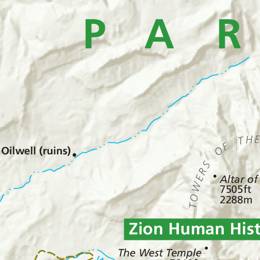 P A R
Oilwell (ruins)
TOWERS OF THE
Altar of
7505ft
2288m
Zion Human Hist
The West Temple